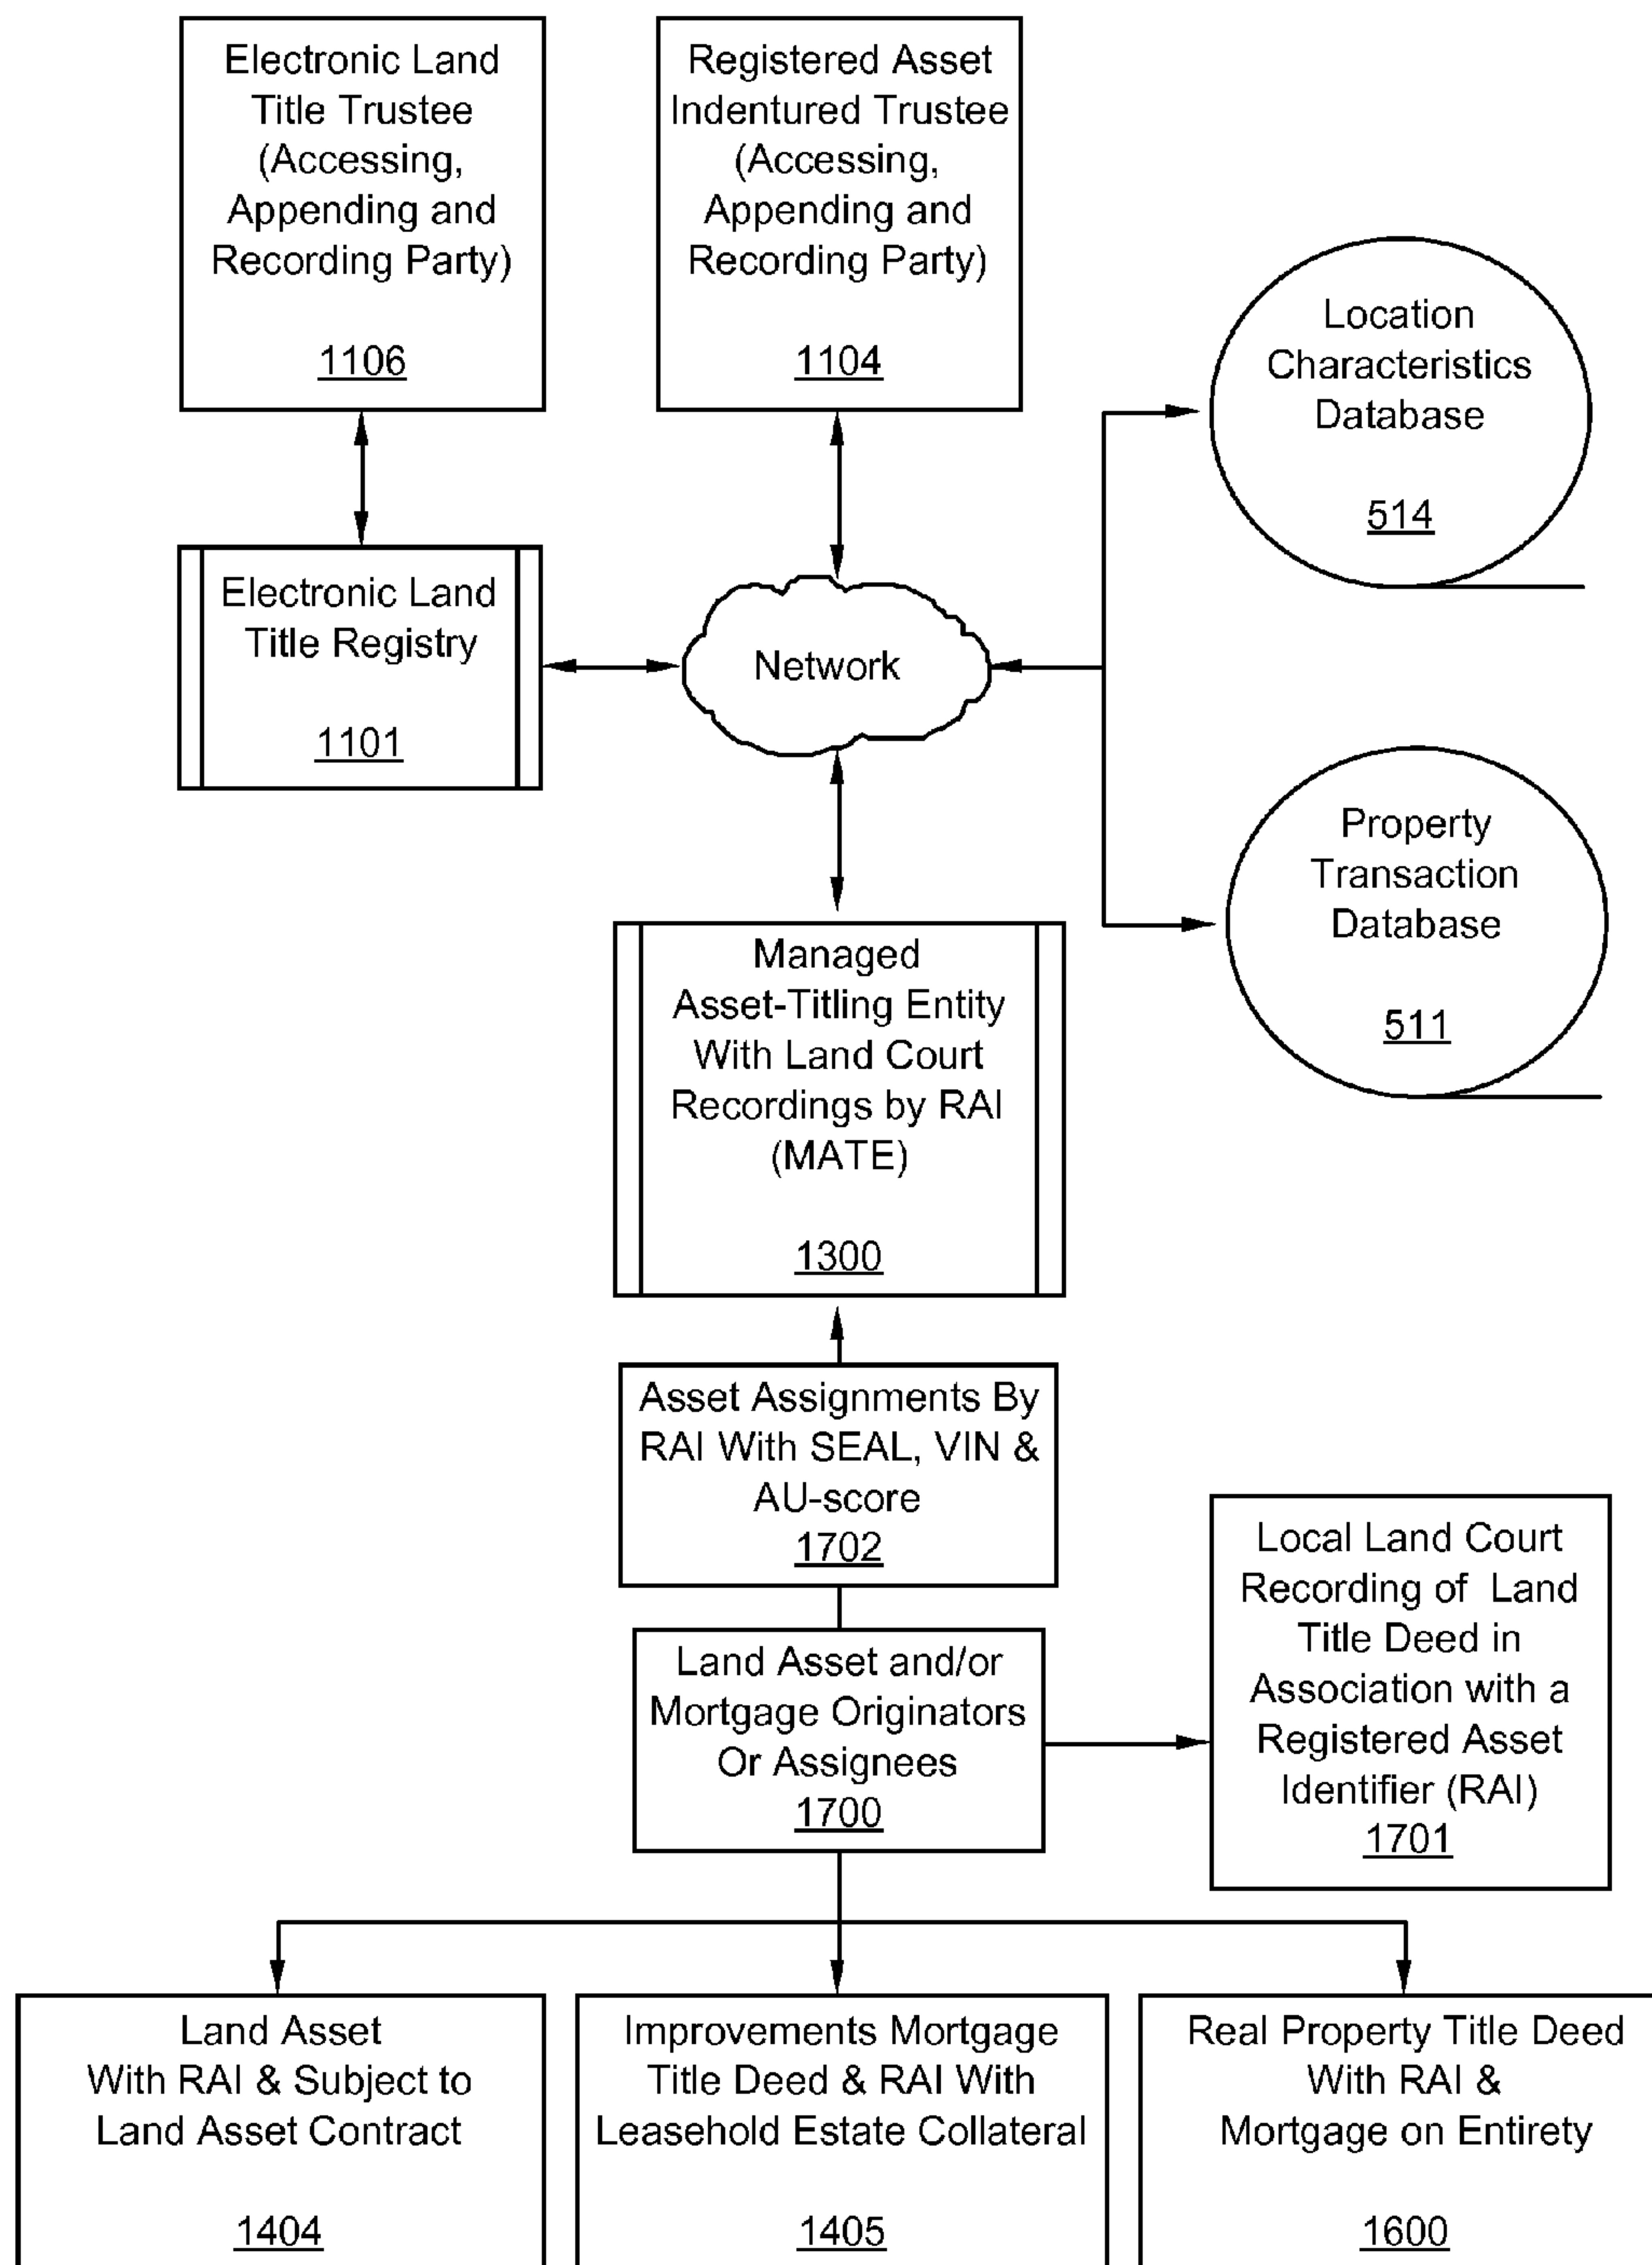 Electronic Land
Title Trustee
(Accessing,
Appending and
Recording Party)
1106
Registered Asset
Indentured Trustee
(Accessing,
Appending and
Recording Party)
1104
Location
Characteristics
Database
514
Electronic Land
Title Registry
1101
Network
Property
Transaction
Database
511
Managed
Asset-Titling Entity
With Land Court
Recordings by RAI
(MATE)
1300
Asset Assignments By
RAI With SEAL, VIN &
AU-score
1702
Land Asset and/or
Mortgage Originators
Or Assignees
1700
Local Land Court
Recording of Land
Title Deed in
Association with a
Registered Asset
Identifier (RAI)
1701
Land Asset
With RAI & Subject to
Land Asset Contract
1404
Improvements Mortgage
Title Deed & RAI With
Leasehold Estate Collateral
1405
Real Property Title Deed
With RAI &
Mortgage on Entirety
1600